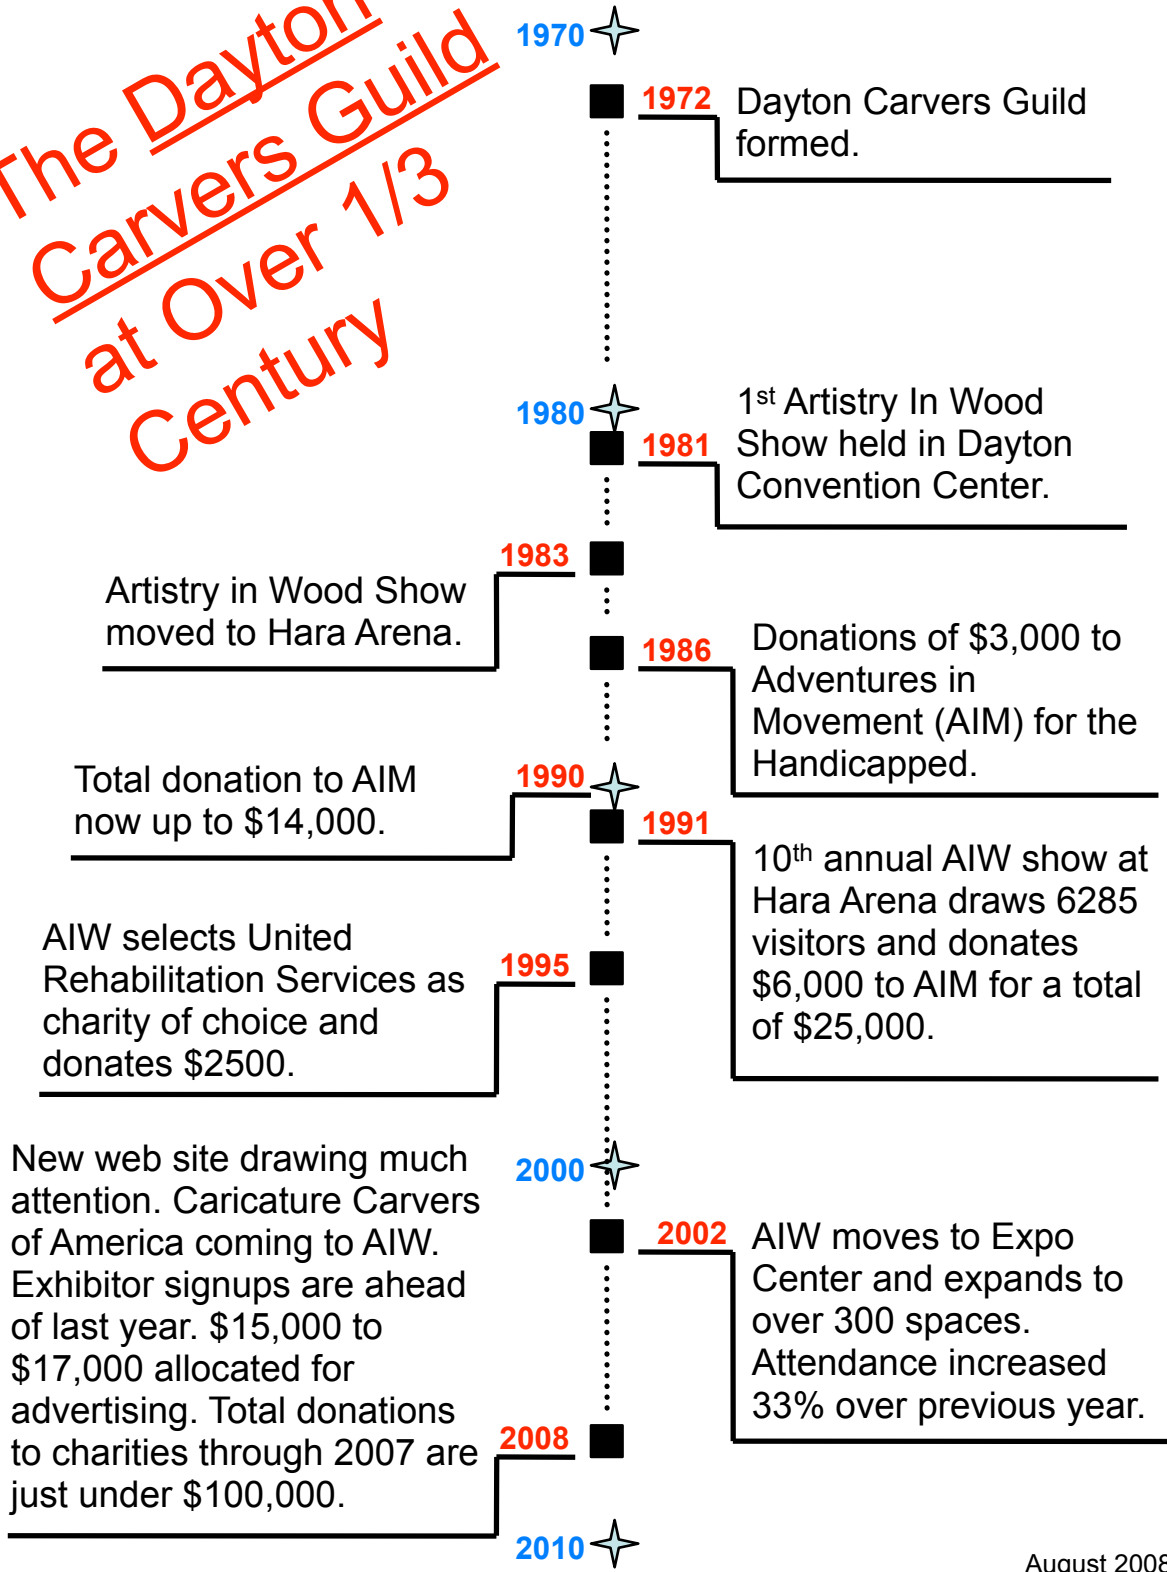 The Dayton
Carvers Guild
at Over 1/3
Century
1970
1972
Dayton Carvers Guild
formed.
1980
1981
1st Artistry In Wood
Show held in Dayton
Convention Center.
1983
Artistry in Wood Show
moved to Hara Arena.
1986
Donations of $3,000 to
Adventures in
Movement (AIM) for the
Handicapped.
1990
Total donation to AIM
now up to $14,000.
1991
10th annual AIW show at
Hara Arena draws 6285
visitors and donates
$6,000 to AIM for a total
of $25,000.
1995
AIW selects United
Rehabilitation Services as
charity of choice and
donates $2500.
2000
2002
AIW moves to Expo
Center and expands to
over 300 spaces.
Attendance increased
33% over previous year.
New web site drawing much
attention. Caricature Carvers
of America coming to AIW.
Exhibitor signups are ahead
of last year. $15,000 to
$17,000 allocated for
advertising. Total donations
to charities through 2007 are
just under $100,000.
2008
2010
August 2008